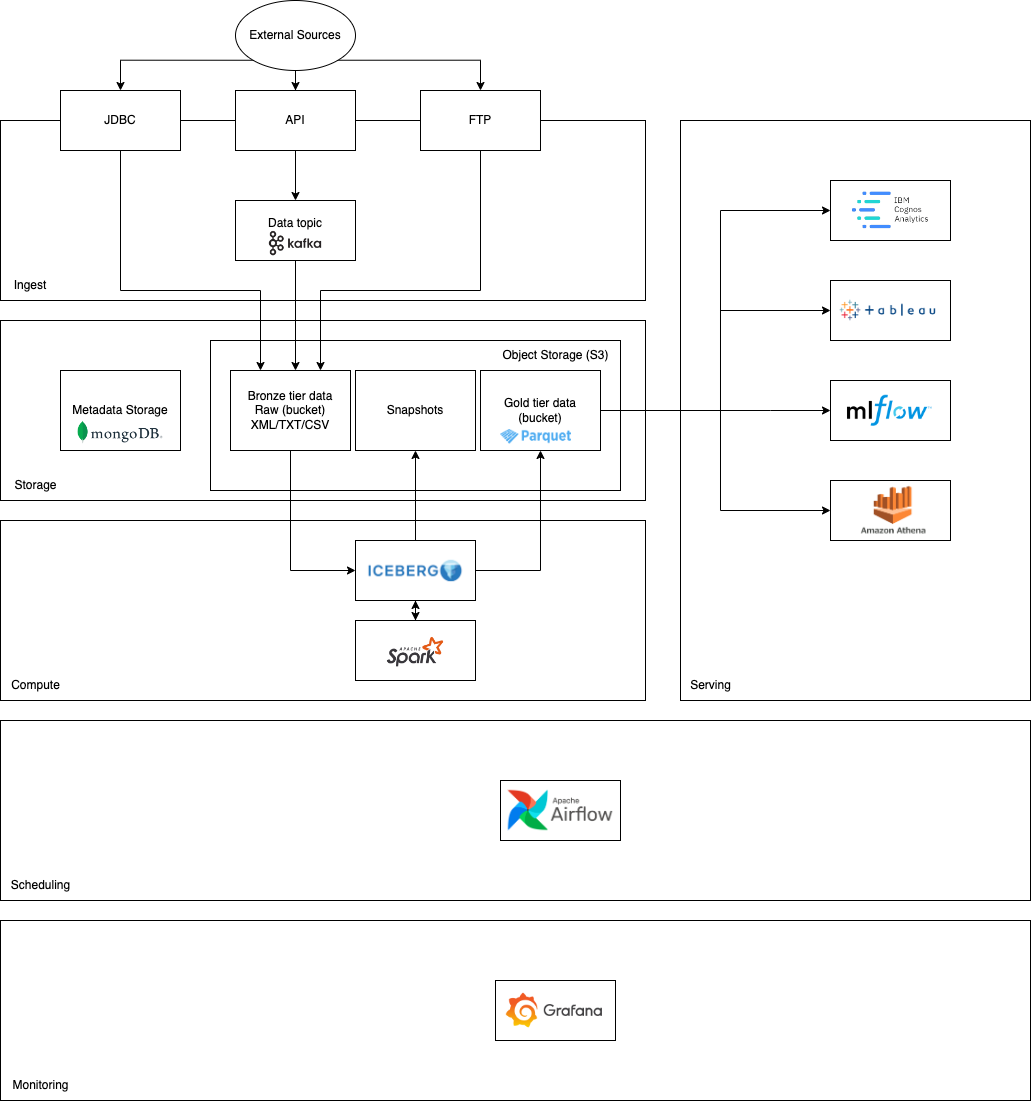 External Sources
JDBC
API
FTP
Data topic
kafka
Ingest
IBM
Cognos
Analytics
+ a b l e a u
Object Storage (S3)
Bronze tier data
Raw (bucket)
XML/TXT/CSV
Snapshots
Gold tier data
(bucket)
Parquet
Metadata Storage
mongoDB
Storage
mlflow
Amazon Athena
ICEBERG
APACHE
Spark
Compute
Serving
Apache
Airflow
Scheduling
Grafana
Monitoring